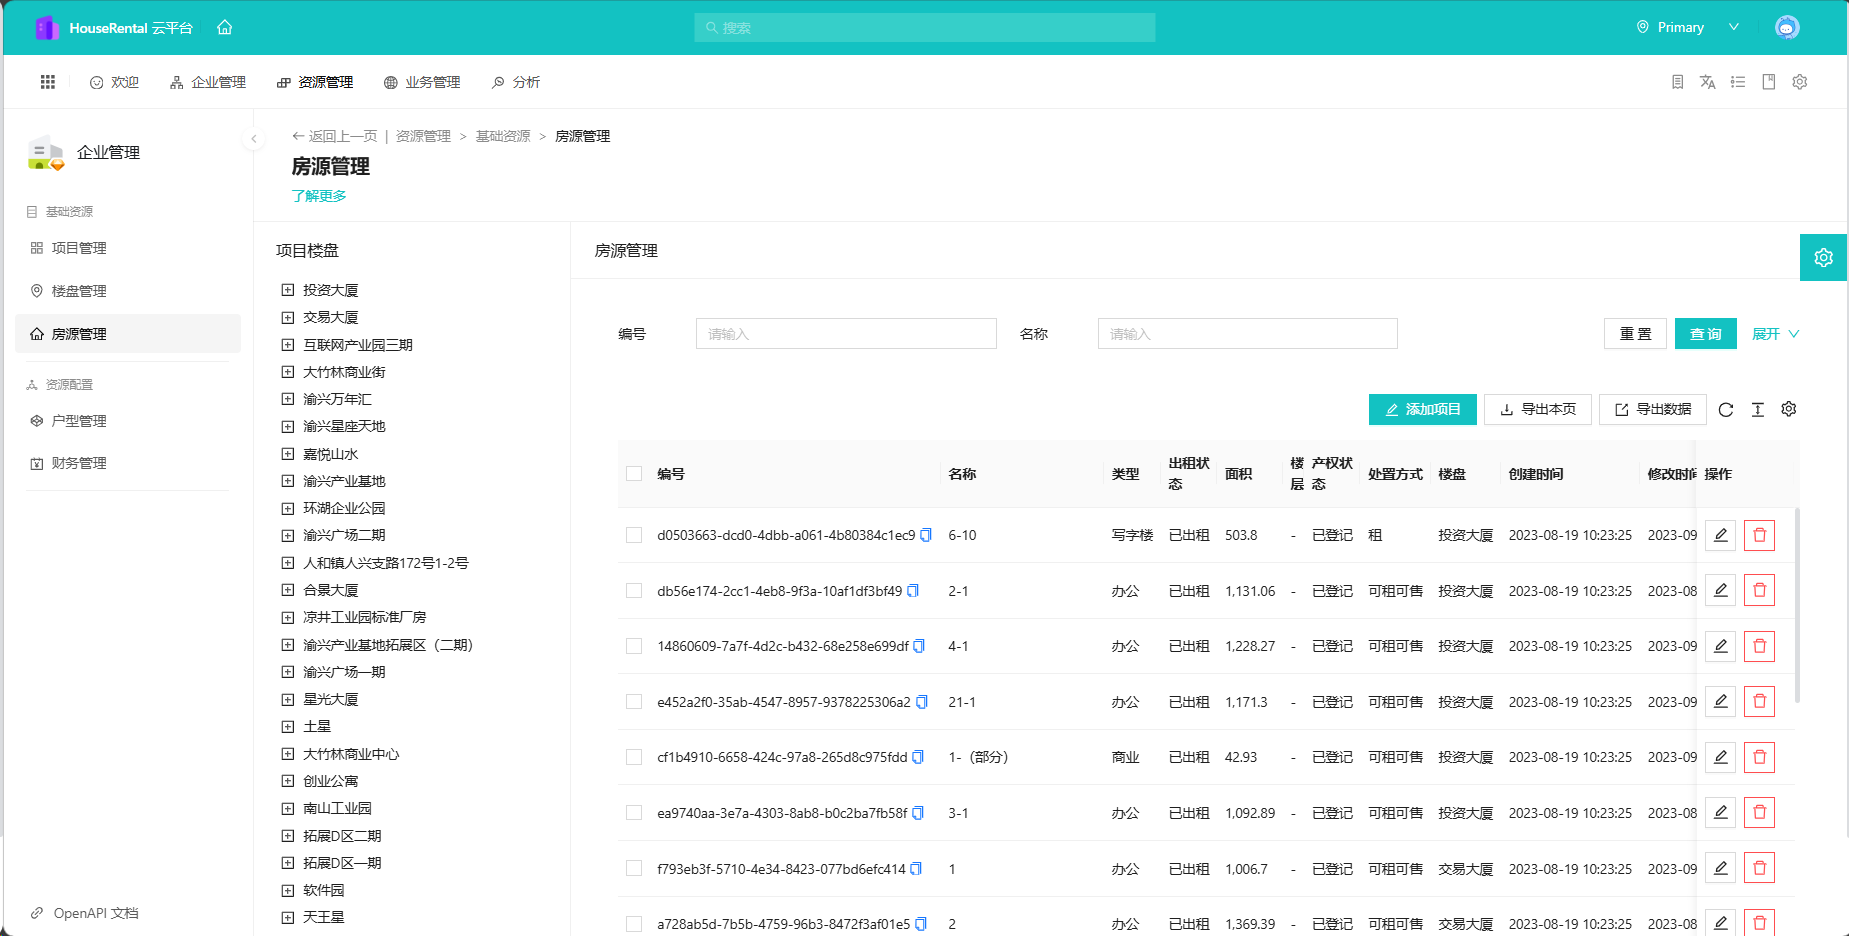 HouseRental 云平台
搜索
Primary
欢迎
企业管理
资源管理
业务管理
分析
企业管理
基础资源
项目管理
楼盘管理
房源管理
资源配置
户型管理
财务管理
OpenAPI 文档
返回上一页 | 资源管理 > 基础资源 > 房源管理
房源管理
了解更多
项目楼盘
投资大厦
交易大厦
互联网产业园三期
大竹林商业街
渝兴万年汇
渝兴星座天地
嘉悦山水
渝兴产业基地
环湖企业公园
渝兴广场二期
人和镇人兴支路172号1-2号
合景大厦
凉井工业园标准厂房
渝兴产业基地拓展区（二期）
渝兴广场一期
星光大厦
土星
大竹林商业中心
创业公寓
南山工业园
拓展D区二期
拓展D区一期
软件园
天王星
房源管理
编号 请输入 名称 请输入 重 置 查 询 展开
添加项目 导出本页 导出数据
编号 名称 类型 出租状态 面积 楼层 产权状态 处置方式 楼盘 创建时间 修改时间 操作
d0503663-dcd0-4dbb-a061-4b80384c1ec9 6-10 写字楼 已出租 503.8 - 已登记 租 投资大厦 2023-08-19 10:23:25 2023-09
db56e174-2cc1-4eb8-9f3a-10af1df3bf49 2-1 办公 已出租 1,131.06 - 已登记 可租可售 投资大厦 2023-08-19 10:23:25 2023-08
14860609-7a7f-4d2c-b432-68e258e699df 4-1 办公 已出租 1,228.27 - 已登记 可租可售 投资大厦 2023-08-19 10:23:25 2023-09
e452a2f0-35ab-4547-8957-9378225306a2 21-1 办公 已出租 1,171.3 - 已登记 可租可售 投资大厦 2023-08-19 10:23:25 2023-09
cf1b4910-6658-424c-97a8-265d8c975fdd 1-（部分） 商业 已出租 42.93 - 已登记 可租可售 投资大厦 2023-08-19 10:23:25 2023-08
ea9740aa-3e7a-4303-8ab8-b0c2ba7fb58f 3-1 办公 已出租 1,092.89 - 已登记 可租可售 投资大厦 2023-08-19 10:23:25 2023-08
f793eb3f-5710-4e34-8423-077bd6efc414 1 办公 已出租 1,006.7 - 已登记 可租可售 交易大厦 2023-08-19 10:23:25 2023-09
a728ab5d-7b5b-4759-96b3-8472f3af01e5 2 办公 已出租 1,369.39 - 已登记 可租可售 交易大厦 2023-08-19 10:23:25 2023-08